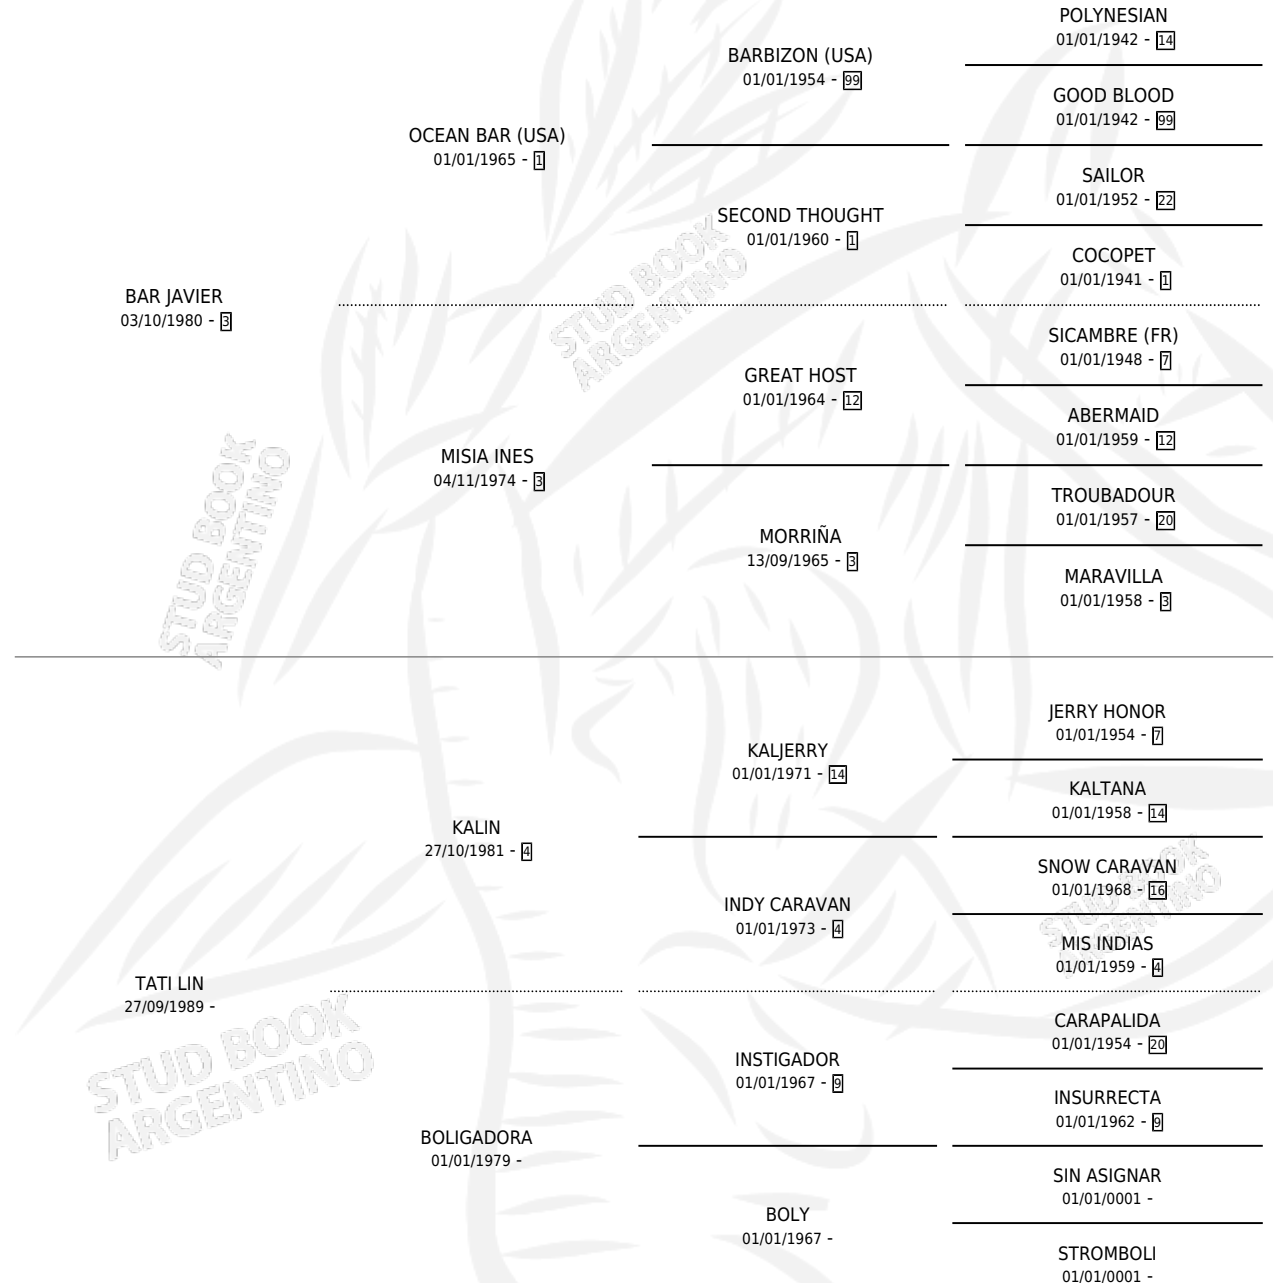 POLYNESIAN
01/01/1942 - 14
BARBIZON (USA)
01/01/1954 - 99
GOOD BLOOD
01/01/1942 - 99
OCEAN BAR (USA)
01/01/1965 - 1
SAILOR
01/01/1952 - 22
SECOND THOUGHT
01/01/1960 - 1
COCOPET
01/01/1941 - 1
BAR JAVIER
03/10/1980 - 3
SICAMBRE (FR)
01/01/1948 - 7
GREAT HOST
01/01/1964 - 12
ABERMAID
01/01/1959 - 12
MISIA INES
04/11/1974 - 3
TROUBADOUR
01/01/1957 - 20
MORRIÑA
13/09/1965 - 3
MARAVILLA
01/01/1958 - 3
JERRY HONOR
01/01/1954 - 7
KALJERRY
01/01/1971 - 14
KALTANA
01/01/1958 - 14
KALIN
27/10/1981 - 4
SNOW CARAVAN
01/01/1968 - 16
INDY CARAVAN
01/01/1973 - 4
MIS INDIAS
01/01/1959 - 4
TATI LIN
27/09/1989 -
CARAPALIDA
01/01/1954 - 20
INSTIGADOR
01/01/1967 - 9
INSURRECTA
01/01/1962 - 9
BOLIGADORA
01/01/1979 -
SIN ASIGNAR
01/01/0001 -
BOLY
01/01/1967 -
STROMBOLI
01/01/0001 -
STUD BOOK
ARGENTINO
STUD BOOK
ARGENTINO
STUD BOOK
ARGENTINO
STUD BOOK
ARGENTINO